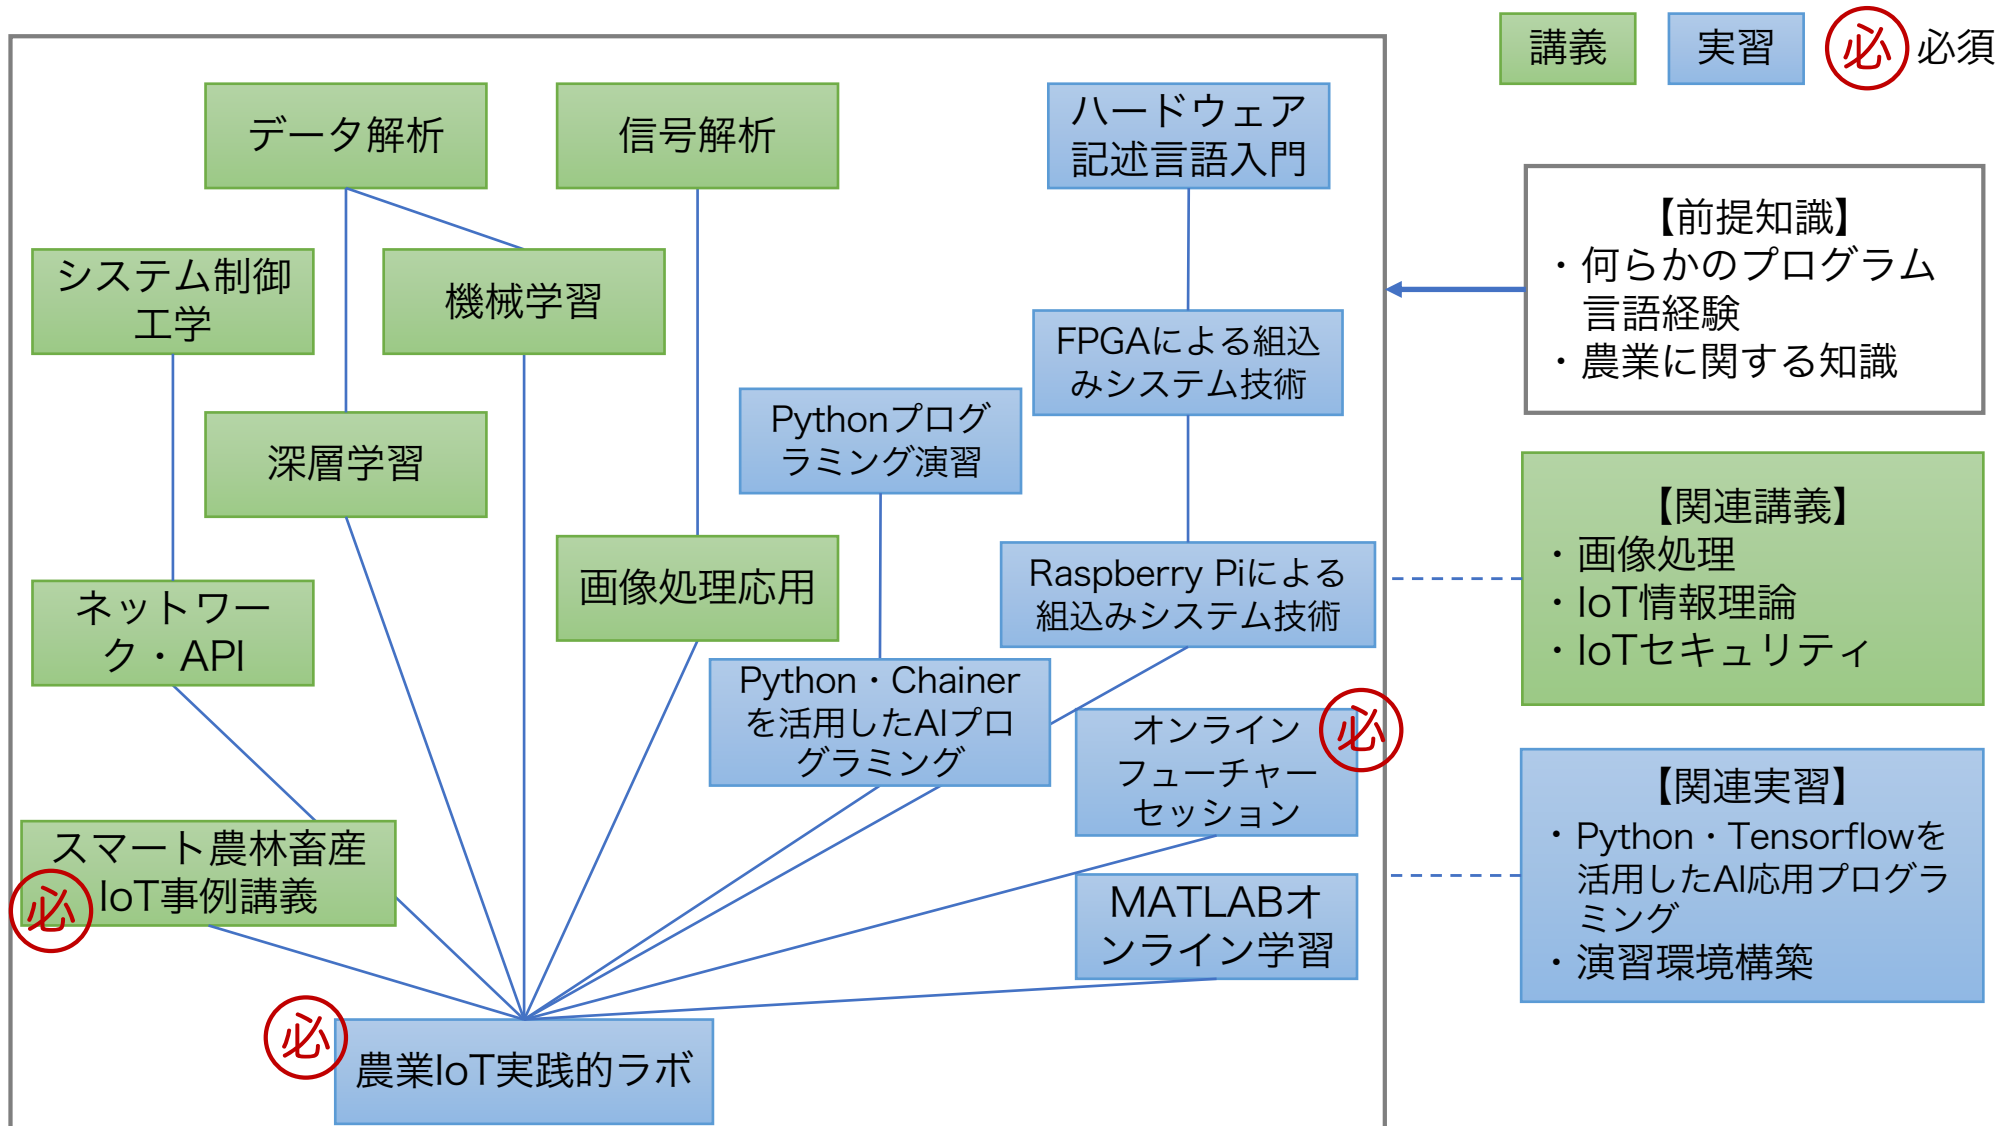 講義
実習
必
必須
データ解析
信号解析
ハードウェア
記述言語入門
システム制御
工学
機械学習
FPGAによる組込
みシステム技術
Pythonプログ
ラミング演習
深層学習
ネットワー
ク・API
画像処理応用
Raspberry Piによる
組込みシステム技術
Python・Chainer
を活用したAIプロ
グラミング
オンライン
フューチャー
セッション
必
スマート農林畜産
IoT事例講義
必
MATLABオ
ンライン学習
必
農業IoT実践的ラボ
【前提知識】
・何らかのプログラム
言語経験
・農業に関する知識
【関連講義】
・画像処理
・IoT情報理論
・IoTセキュリティ
【関連実習】
・Python・Tensorflowを
活用したAI応用プログラ
ミング
・演習環境構築